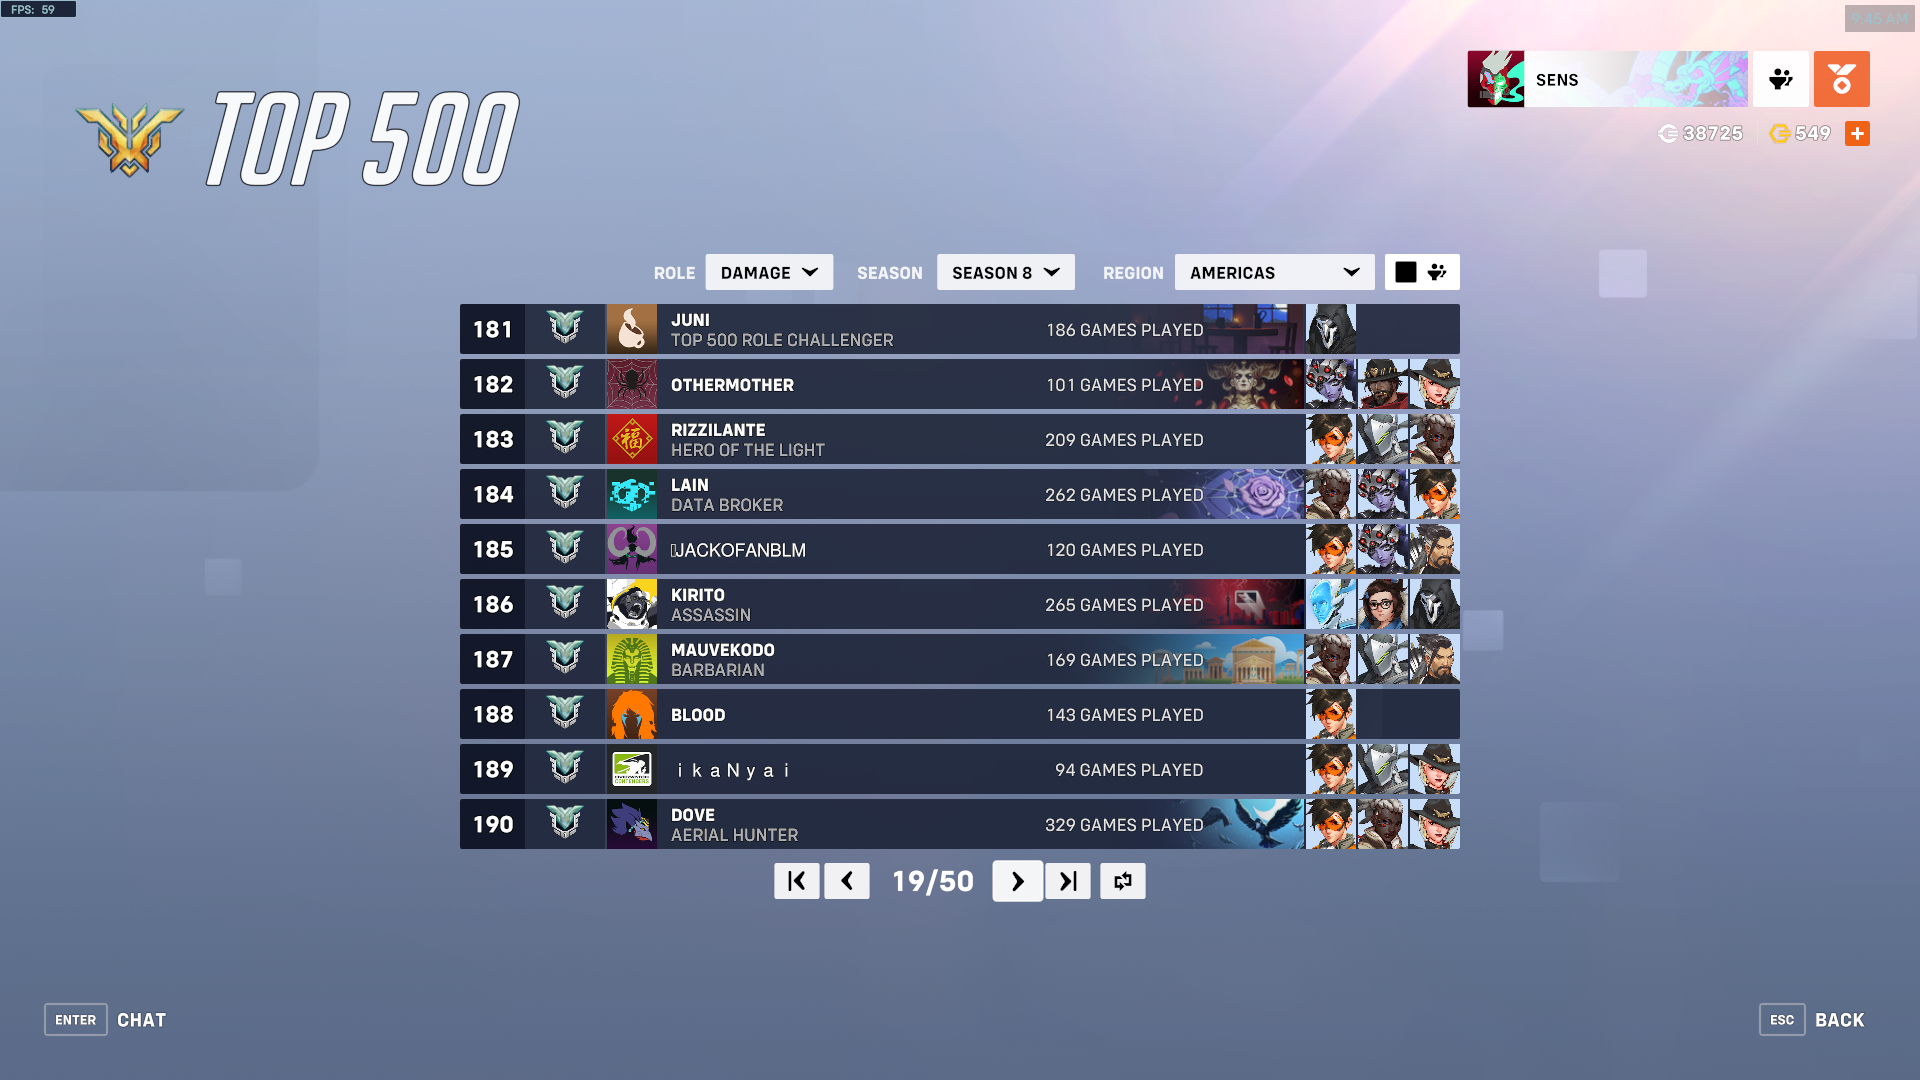 FPS: 59
9:45 AM
TOP 500
SENS
38725
549
ROLE DAMAGE SEASON SEASON 8 REGION AMERICAS
181 JUNI 186 GAMES PLAYED
TOP 500 ROLE CHALLENGER
182 OTHERMOTHER 101 GAMES PLAYED
183 RIZZILANTE 209 GAMES PLAYED
HERO OF THE LIGHT
184 LAIN 262 GAMES PLAYED
DATA BROKER
185 JACKOFANBLM 120 GAMES PLAYED
186 KIRITO 265 GAMES PLAYED
ASSASSIN
187 MAUVEKODO 169 GAMES PLAYED
BARBARIAN
188 BLOOD 143 GAMES PLAYED
189 ｉｋａＮｙａｉ 94 GAMES PLAYED
190 DOVE 329 GAMES PLAYED
AERIAL HUNTER
19/50
ENTER CHAT
ESC BACK